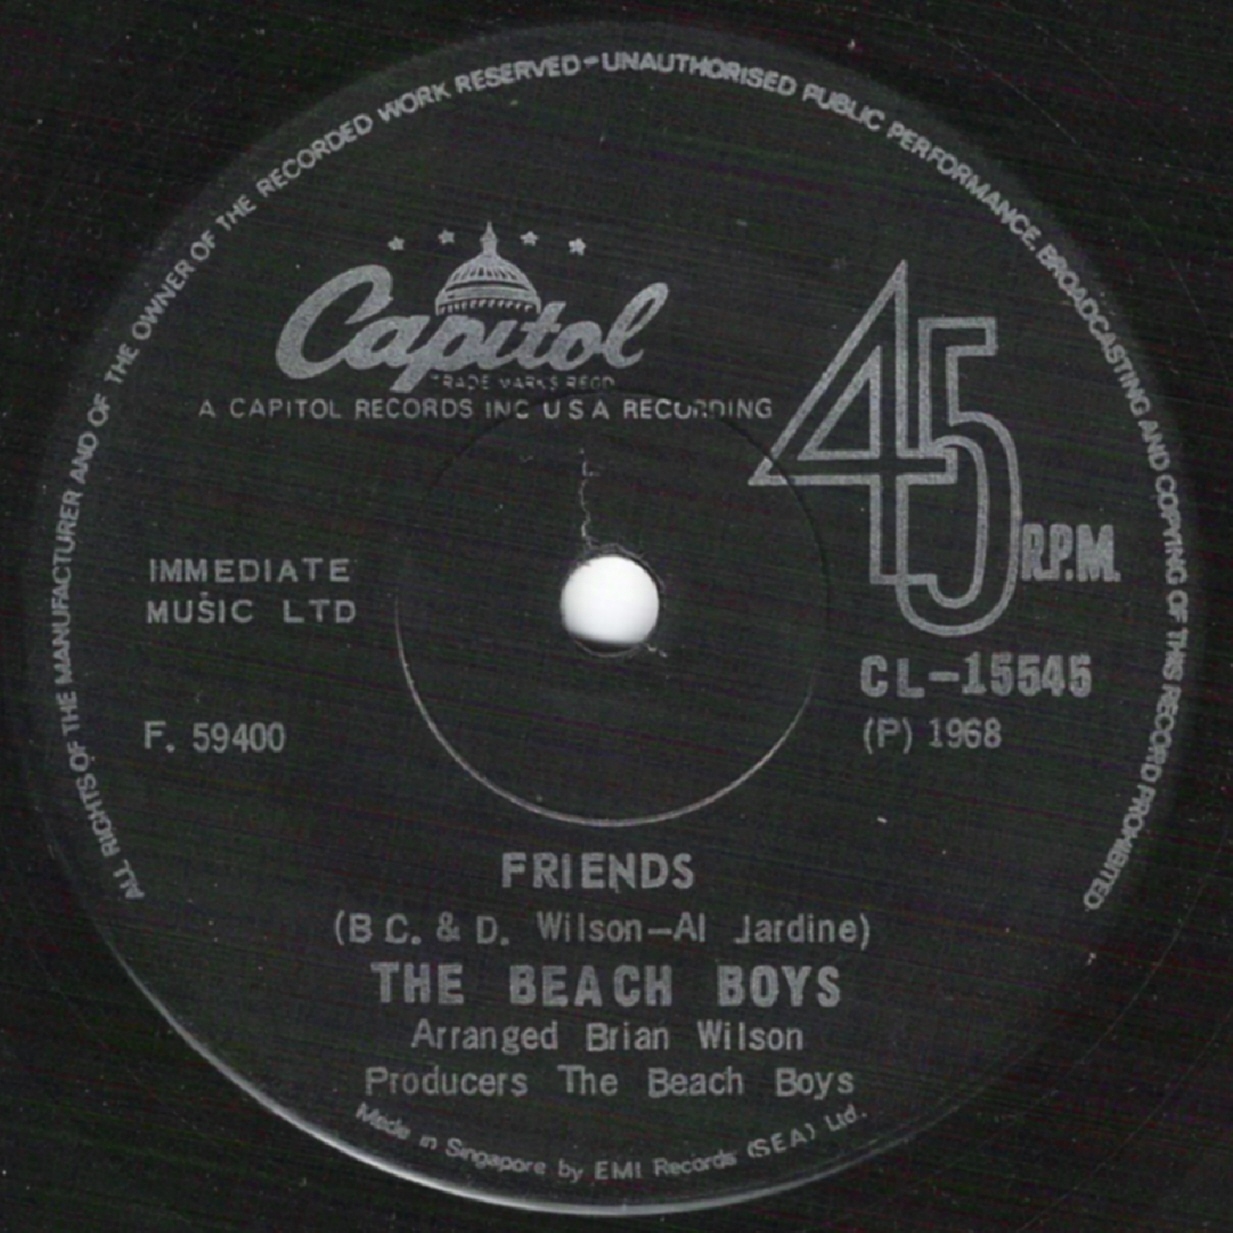 ALL RIGHTS OF THE MANUFACTURER AND OF THE OWNER OF THE RECORDED WORK RESERVED-UNAUTHORISED PUBLIC PERFORMANCE, BROADCASTING AND COPYING OF THIS RECORD PROHIBITED
Capitol
TRADE MARKS REGD
A CAPITOL RECORDS INC U S A RECORDING
45 R.P.M.
IMMEDIATE
MUSIC LTD
CL-15545
F. 59400
(P) 1968
FRIENDS
(B C. & D. Wilson-Al Jardine)
THE BEACH BOYS
Arranged Brian Wilson
Producers The Beach Boys
Made in Singapore by EMI Records (SEA) Ltd.